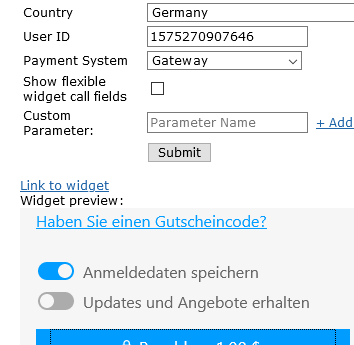 Country Germany
User ID 1575270907646
Payment System Gateway
Show flexible
widget call fields
Custom
Parameter: Parameter Name + Add
Submit
Link to widget
Widget preview:
Haben Sie einen Gutscheincode?
Anmeldedaten speichern
Updates und Angebote erhalten